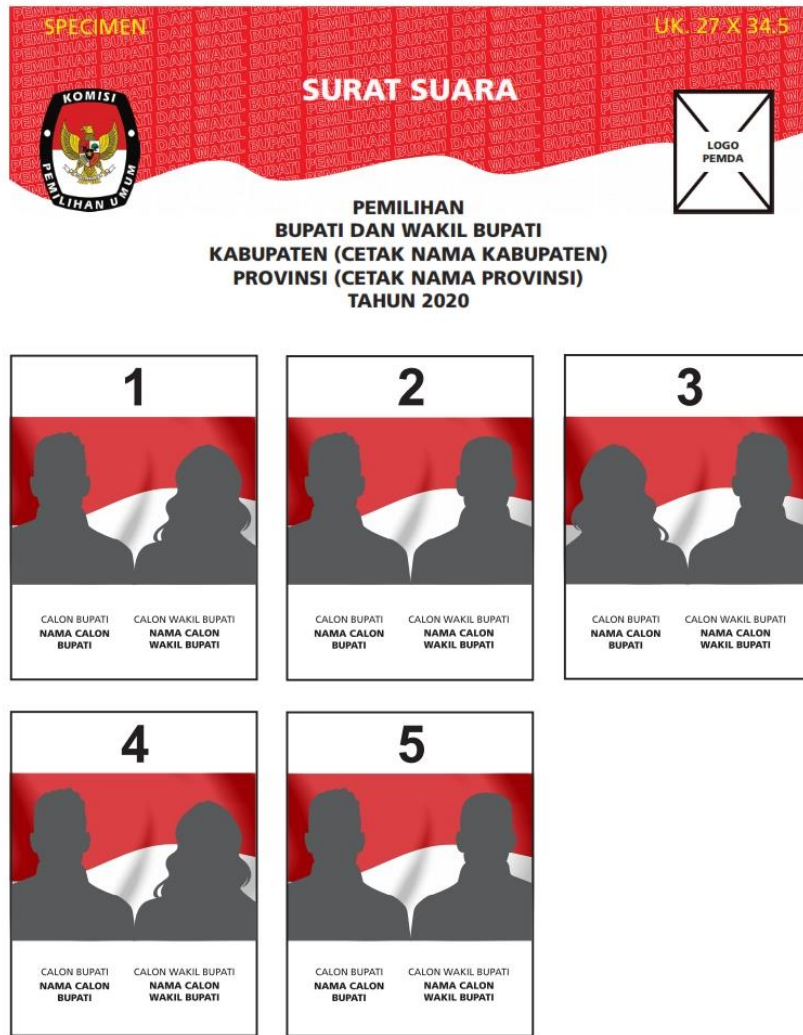 SPECIMEN
UK. 27 X 34.5
SURAT SUARA
KOMISI
PEMILIHAN UMUM
LOGO
PEMDA
PEMILIHAN
BUPATI DAN WAKIL BUPATI
KABUPATEN (CETAK NAMA KABUPATEN)
PROVINSI (CETAK NAMA PROVINSI)
TAHUN 2020
1
CALON BUPATI
NAMA CALON
BUPATI
CALON WAKIL BUPATI
NAMA CALON
WAKIL BUPATI
2
CALON BUPATI
NAMA CALON
BUPATI
CALON WAKIL BUPATI
NAMA CALON
WAKIL BUPATI
3
CALON BUPATI
NAMA CALON
BUPATI
CALON WAKIL BUPATI
NAMA CALON
WAKIL BUPATI
4
CALON BUPATI
NAMA CALON
BUPATI
CALON WAKIL BUPATI
NAMA CALON
WAKIL BUPATI
5
CALON BUPATI
NAMA CALON
BUPATI
CALON WAKIL BUPATI
NAMA CALON
WAKIL BUPATI